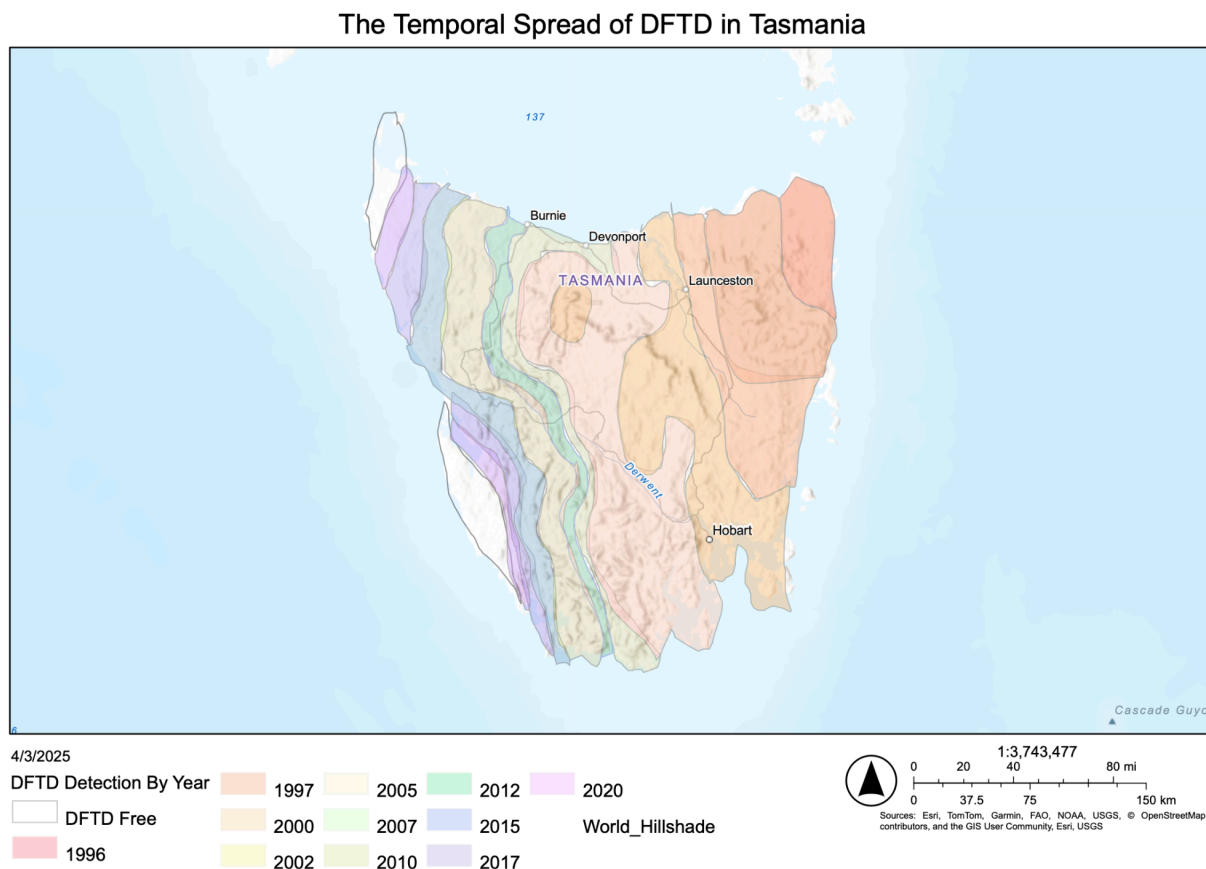 The Temporal Spread of DFTD in Tasmania
137
Burnie
Devonport
TASMANIA
Launceston
Derwent
Hobart
Cascade Guyo
6
4/3/2025
DFTD Detection By Year
DFTD Free
1996
1997
2000
2002
2005
2007
2010
2012
2015
2017
2020
World_Hillshade
1:3,743,477
0 20 40 80 mi
0 37.5 75 150 km
Sources: Esri, TomTom, Garmin, FAO, NOAA, USGS, © OpenStreetMap
contributors, and the GIS User Community, Esri, USGS